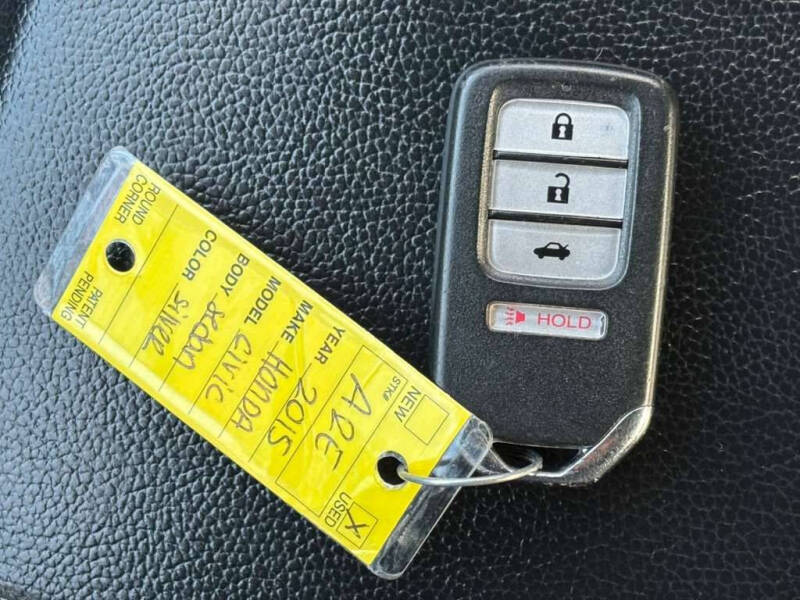 NEW USED X
STK# A2E
YEAR 2015
MAKE HONDA
MODEL CIVIC
BODY sedan
COLOR silver
ROUND CORNER
PATENT PENDING
HOLD